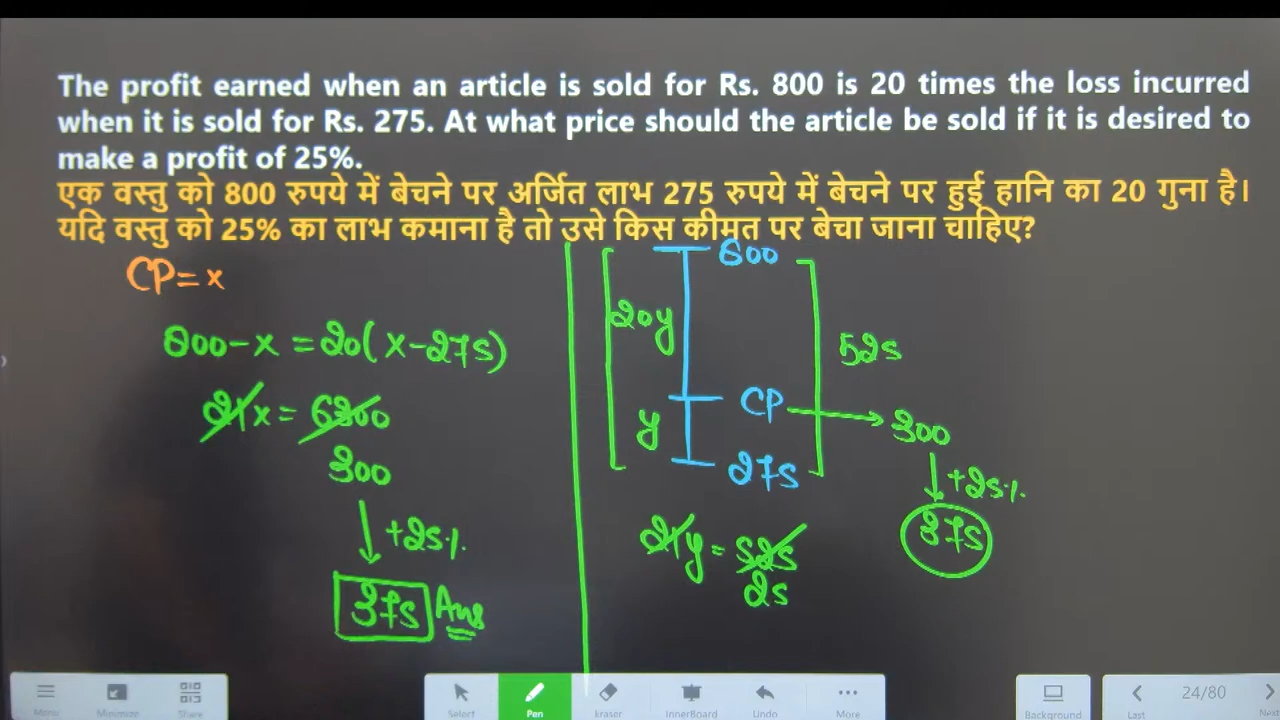 The profit earned when an article is sold for Rs. 800 is 20 times the loss incurred
when it is sold for Rs. 275. At what price should the article be sold if it is desired to
make a profit of 25%.
एक वस्तु को 800 रुपये में बेचने पर अर्जित लाभ 275 रुपये में बेचने पर हुई हानि का 20 गुना है।
यदि वस्तु को 25% का लाभ कमाना है तो उसे किस कीमत पर बेचा जाना चाहिए?
CP=x
800-x=20(x-275)
21x=6300
300
+25%
375 Ans
800
20y
525
CP
300
y
275
+25%
375
21y=525
25
Menu
Minimize
Share
Select
Pen
Eraser
InnerBoard
Undo
More
Background
Last
24/80
Next